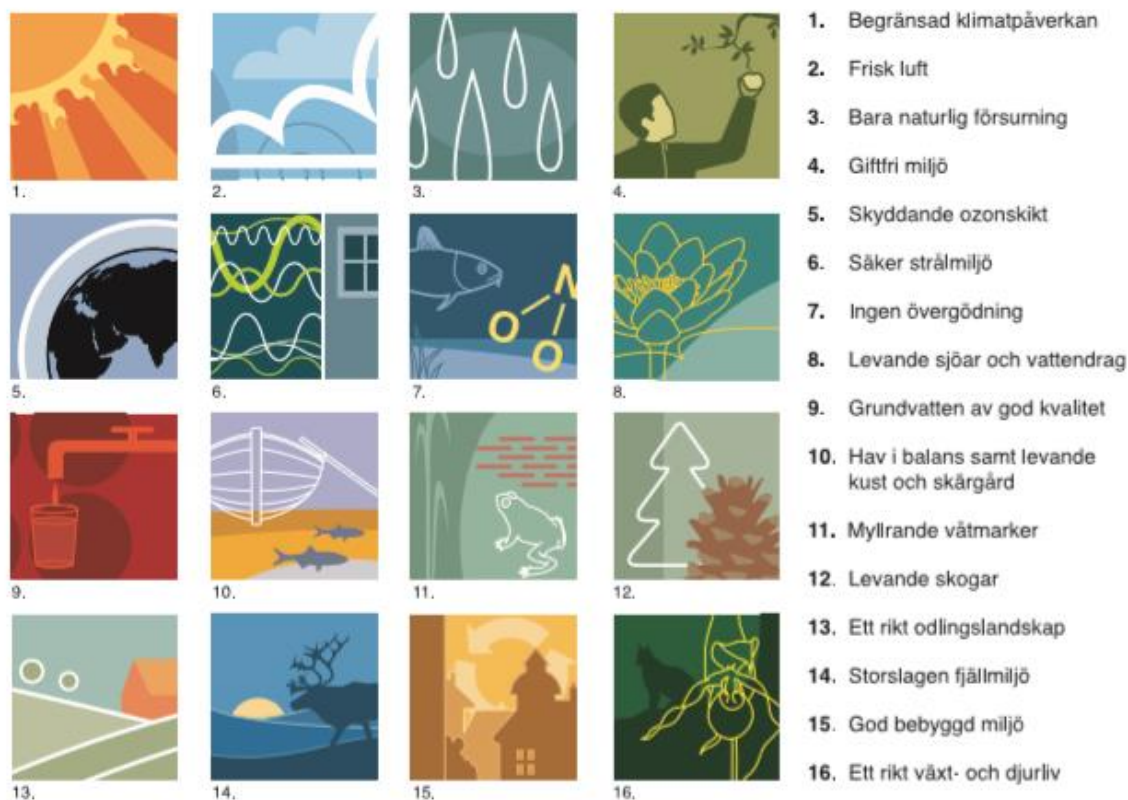 1.
2.
3.
4.
5.
6.
N
O
O
7.
8.
9.
10.
11.
12.
13.
14.
15.
16.
1. Begränsad klimatpåverkan
2. Frisk luft
3. Bara naturlig försurning
4. Giftfri miljö
5. Skyddande ozonskikt
6. Säker strålmiljö
7. Ingen övergödning
8. Levande sjöar och vattendrag
9. Grundvatten av god kvalitet
10. Hav i balans samt levande
kust och skärgård
11. Myllrande våtmarker
12. Levande skogar
13. Ett rikt odlingslandskap
14. Storslagen fjällmiljö
15. God bebyggd miljö
16. Ett rikt växt- och djurliv